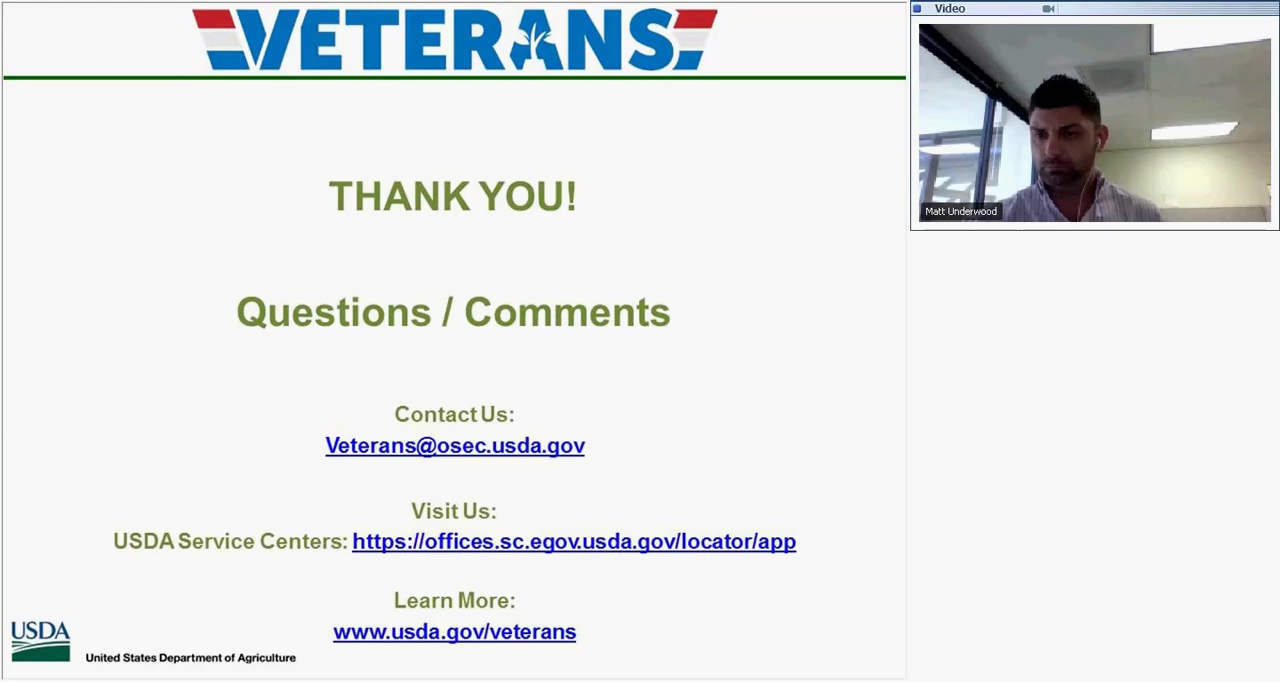 VETERANS
THANK YOU!
Questions / Comments
Contact Us:
Veterans@osec.usda.gov
Visit Us:
USDA Service Centers: https://offices.sc.egov.usda.gov/locator/app
Learn More:
www.usda.gov/veterans
USDA
United States Department of Agriculture
Video
Matt Underwood